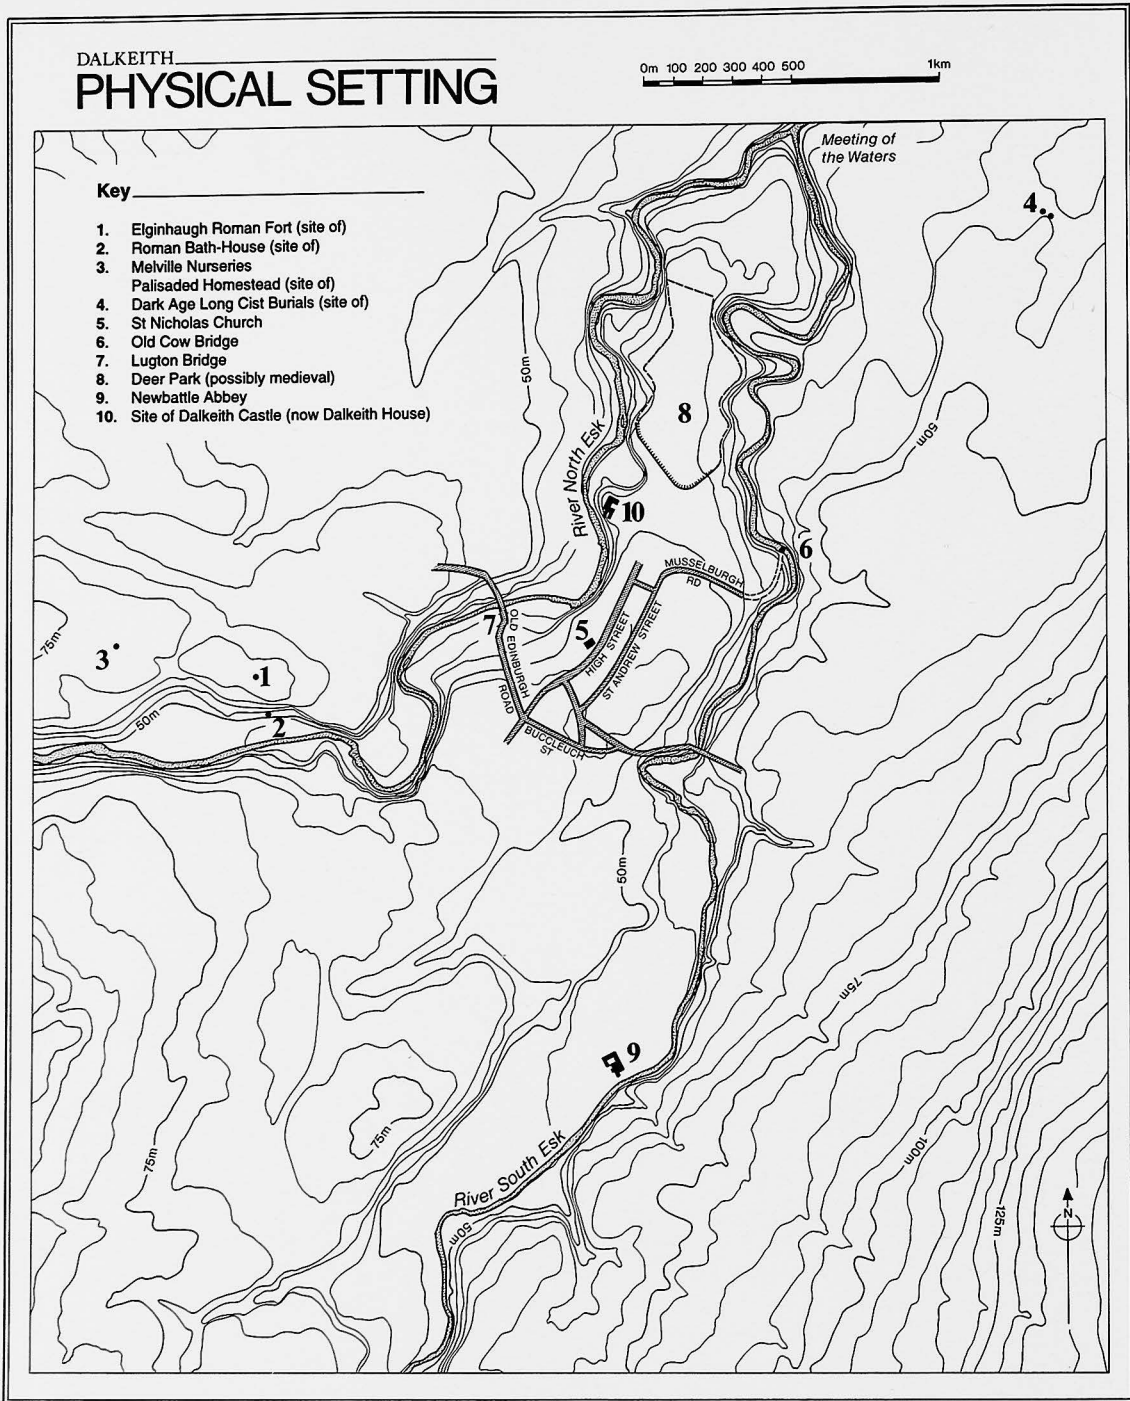 DALKEITH
PHYSICAL SETTING
0m 100 200 300 400 500 1km
Meeting of
the Waters
Key
1. Elginhaugh Roman Fort (site of)
2. Roman Bath-House (site of)
3. Melville Nurseries
Palisaded Homestead (site of)
4. Dark Age Long Cist Burials (site of)
5. St Nicholas Church
6. Old Cow Bridge
7. Lugton Bridge
8. Deer Park (possibly medieval)
9. Newbattle Abbey
10. Site of Dalkeith Castle (now Dalkeith House)
4
50m
8
50m
River North Esk
10
6
MUSSELBURGH
RD
7
OLD EDINBURGH ROAD
5
HIGH STREET
ST ANDREW STREET
75m
3
1
50m
2
BUCCLEUCH
ST
50m
75m
9
75m
75m
100m
River South Esk
50m
125m
N